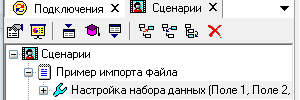 Подключения Сценарии
Сценарии
Пример импорта файла
Настройка набора данных (Поле 1, Поле 2,